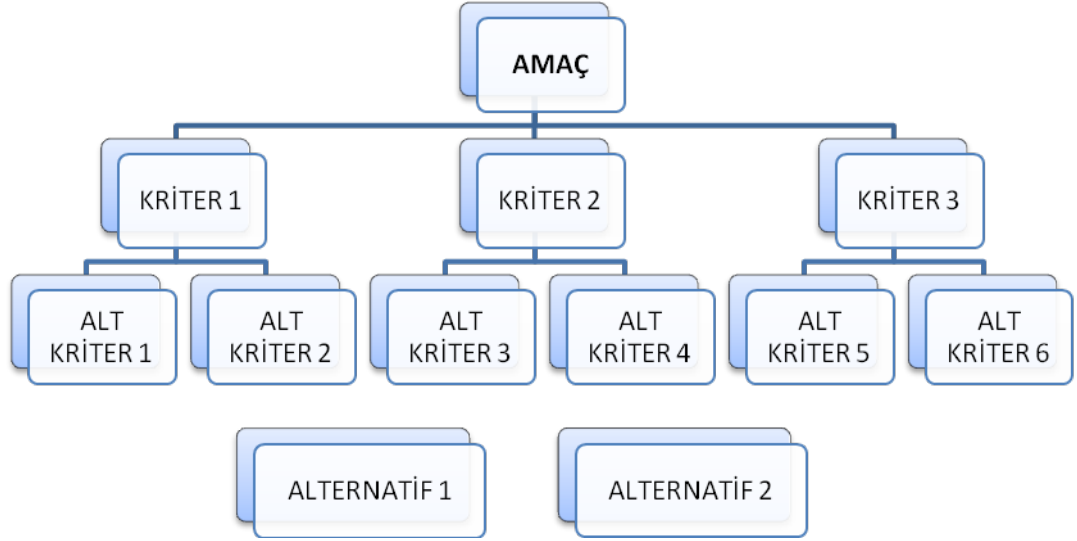 AMAÇ
KRİTER 1
KRİTER 2
KRİTER 3
ALT
KRİTER 1
ALT
KRİTER 2
ALT
KRİTER 3
ALT
KRİTER 4
ALT
KRİTER 5
ALT
KRİTER 6
ALTERNATİF 1
ALTERNATİF 2